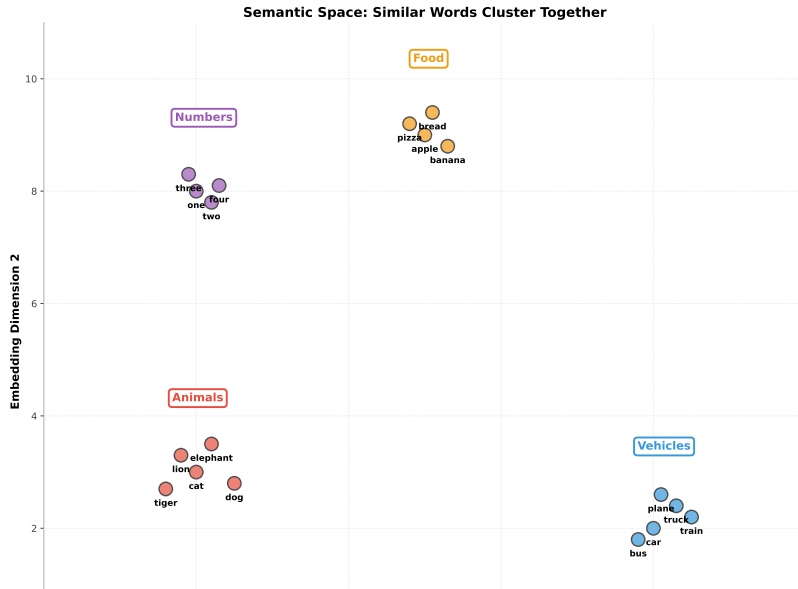 Semantic Space: Similar Words Cluster Together
Food
10
bread
Numbers
pizza
apple
banana
three
8
one
four
two
Embedding Dimension 2
6
Animals
4
Vehicles
elephant
lion
cat
dog
tiger
plane
truck
train
2
car
bus